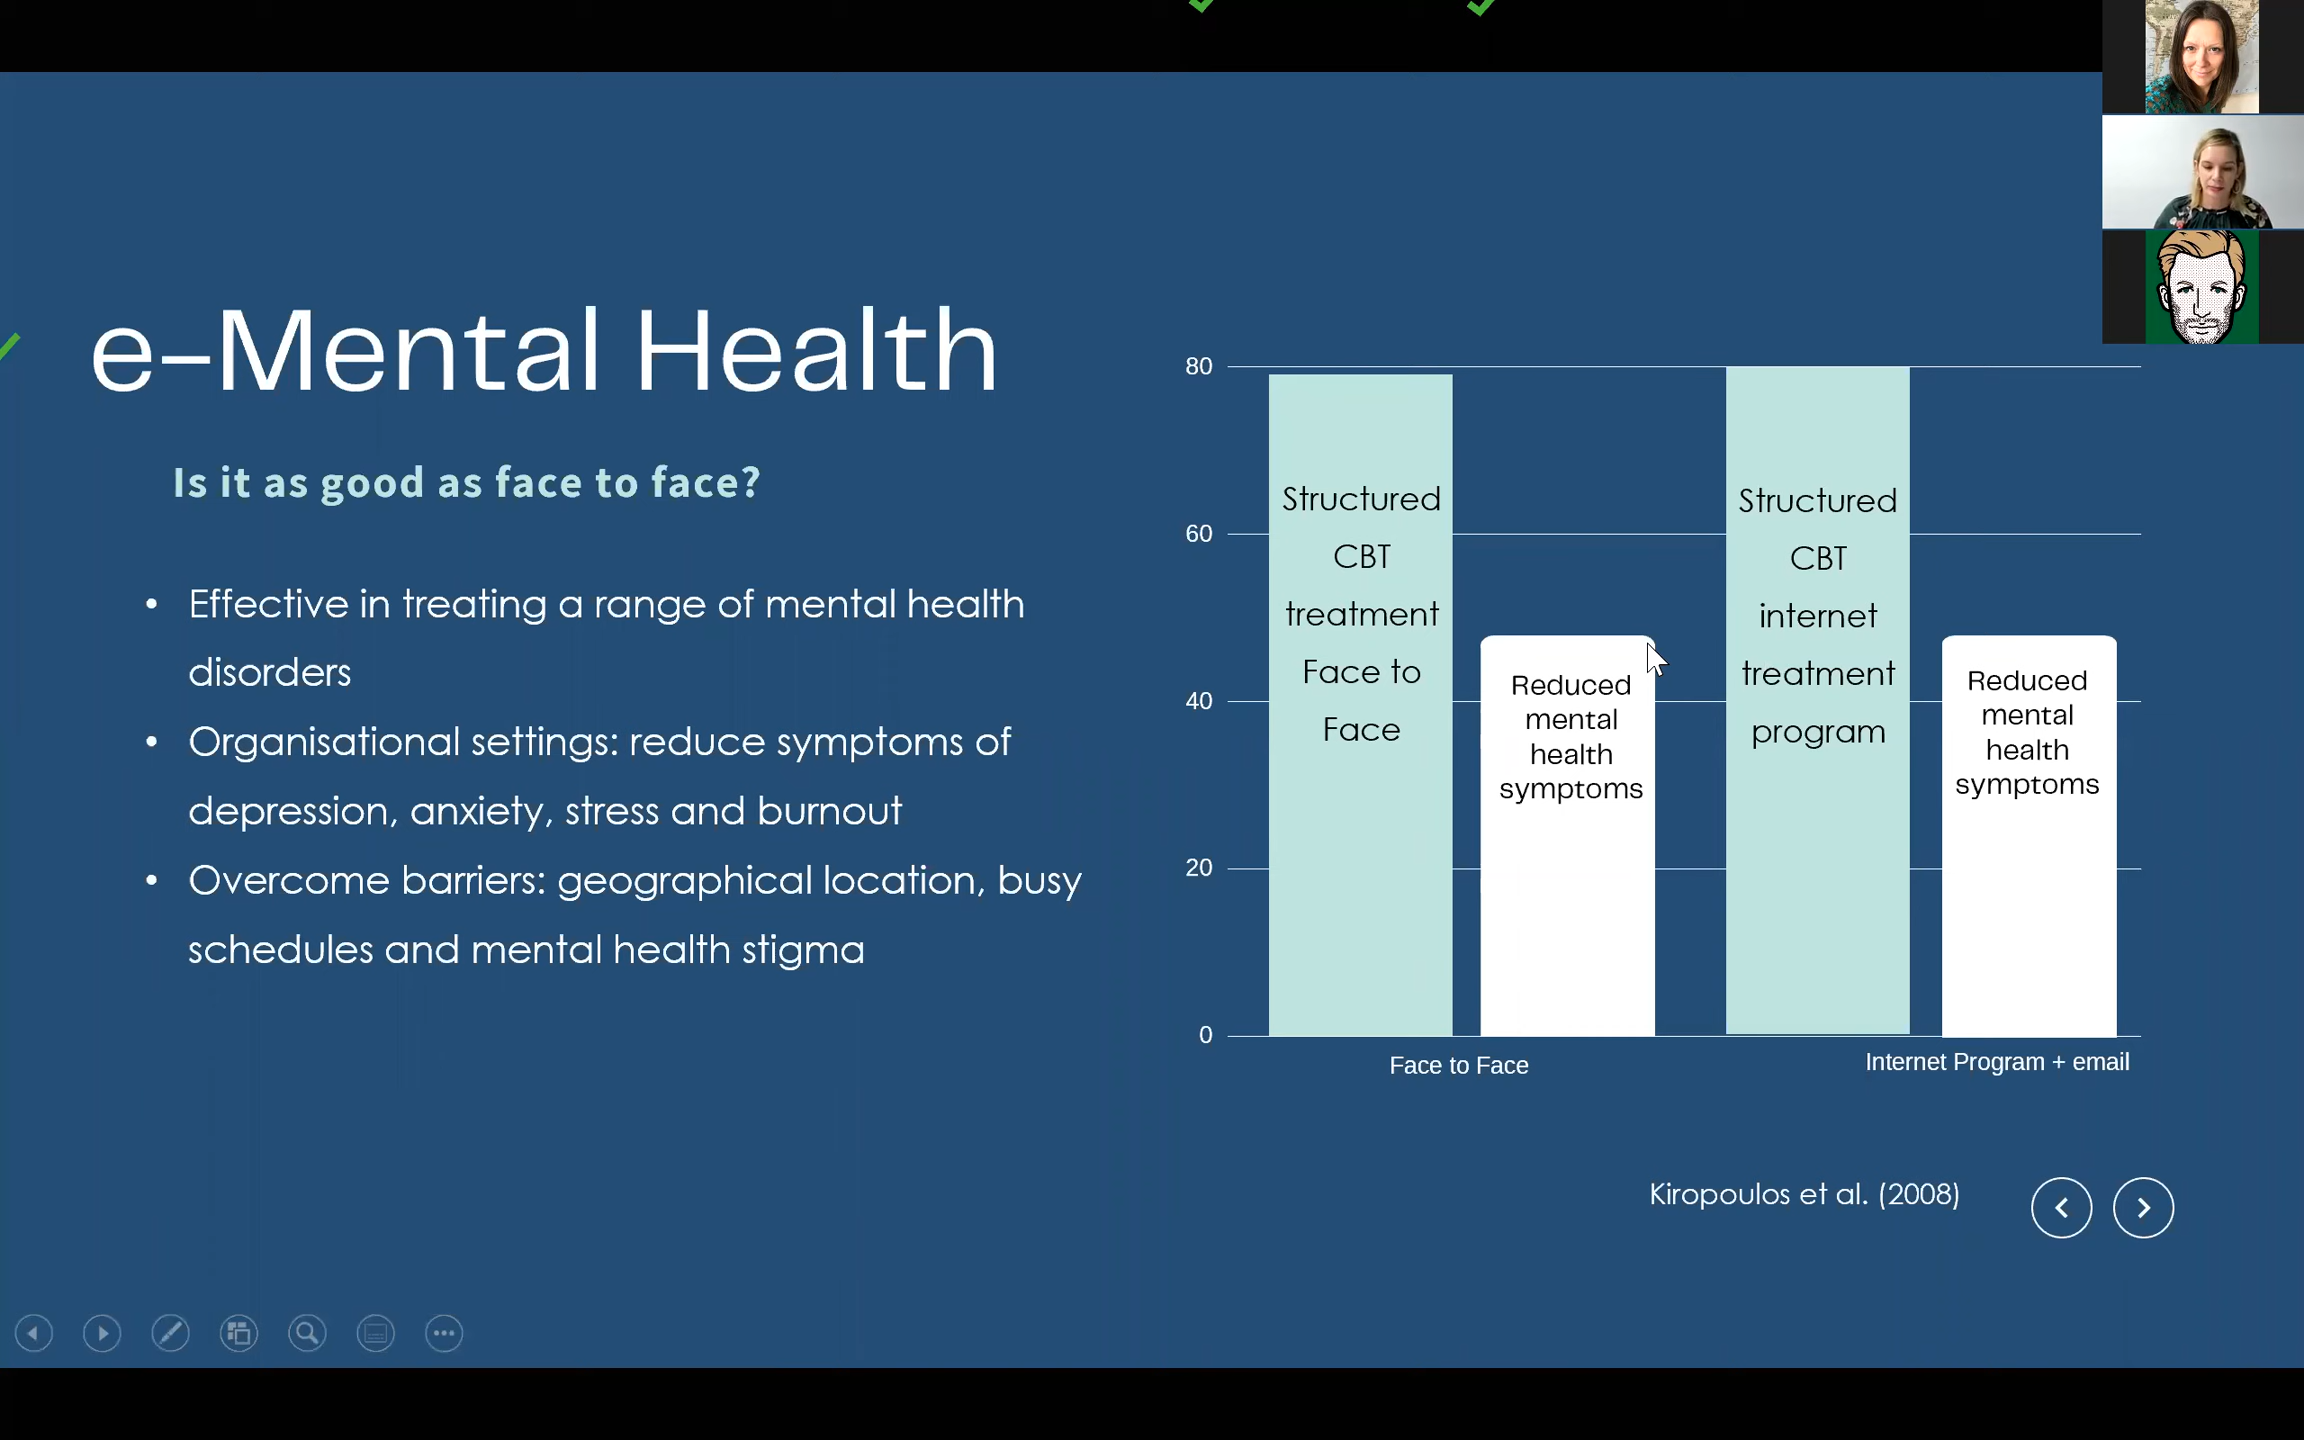 e-Mental Health
Is it as good as face to face?
• Effective in treating a range of mental health
disorders
• Organisational settings: reduce symptoms of
depression, anxiety, stress and burnout
• Overcome barriers: geographical location, busy
schedules and mental health stigma
80
60
40
20
0
Structured
CBT
treatment
Face to
Face
Reduced
mental
health
symptoms
Structured
CBT
internet
treatment
program
Reduced
mental
health
symptoms
Face to Face
Internet Program + email
Kiropoulos et al. (2008)